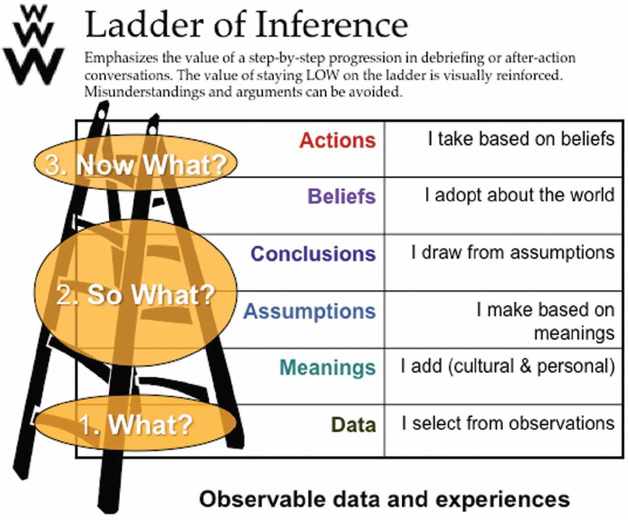 W
W
W
Ladder of Inference
Emphasizes the value of a step-by-step progression in debriefing or after-action
conversations. The value of staying LOW on the ladder is visually reinforced.
Misunderstandings and arguments can be avoided.
3. Now What?
Actions
I take based on beliefs
Beliefs
I adopt about the world
Conclusions
I draw from assumptions
2. So What?
Assumptions
I make based on
meanings
Meanings
I add (cultural & personal)
1. What?
Data
I select from observations
Observable data and experiences